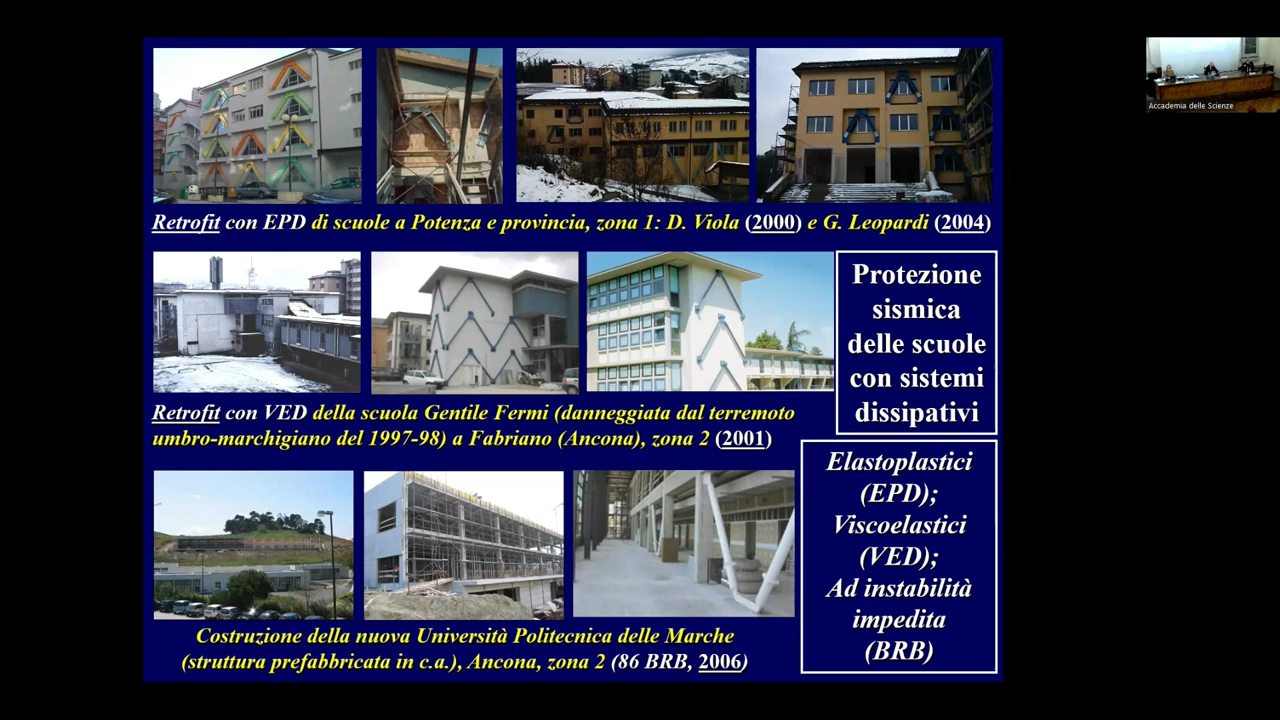 Accademia delle Scienze
Retrofit con EPD di scuole a Potenza e provincia, zona 1: D. Viola (2000) e G. Leopardi (2004)
Protezione
sismica
delle scuole
con sistemi
dissipativi
Retrofit con VED della scuola Gentile Fermi (danneggiata dal terremoto
umbro-marchigiano del 1997-98) a Fabriano (Ancona), zona 2 (2001)
Elastoplastici
(EPD);
Viscoelastici
(VED);
Ad instabilità
impedita
(BRB)
Costruzione della nuova Università Politecnica delle Marche
(struttura prefabbricata in c.a.), Ancona, zona 2 (86 BRB, 2006)